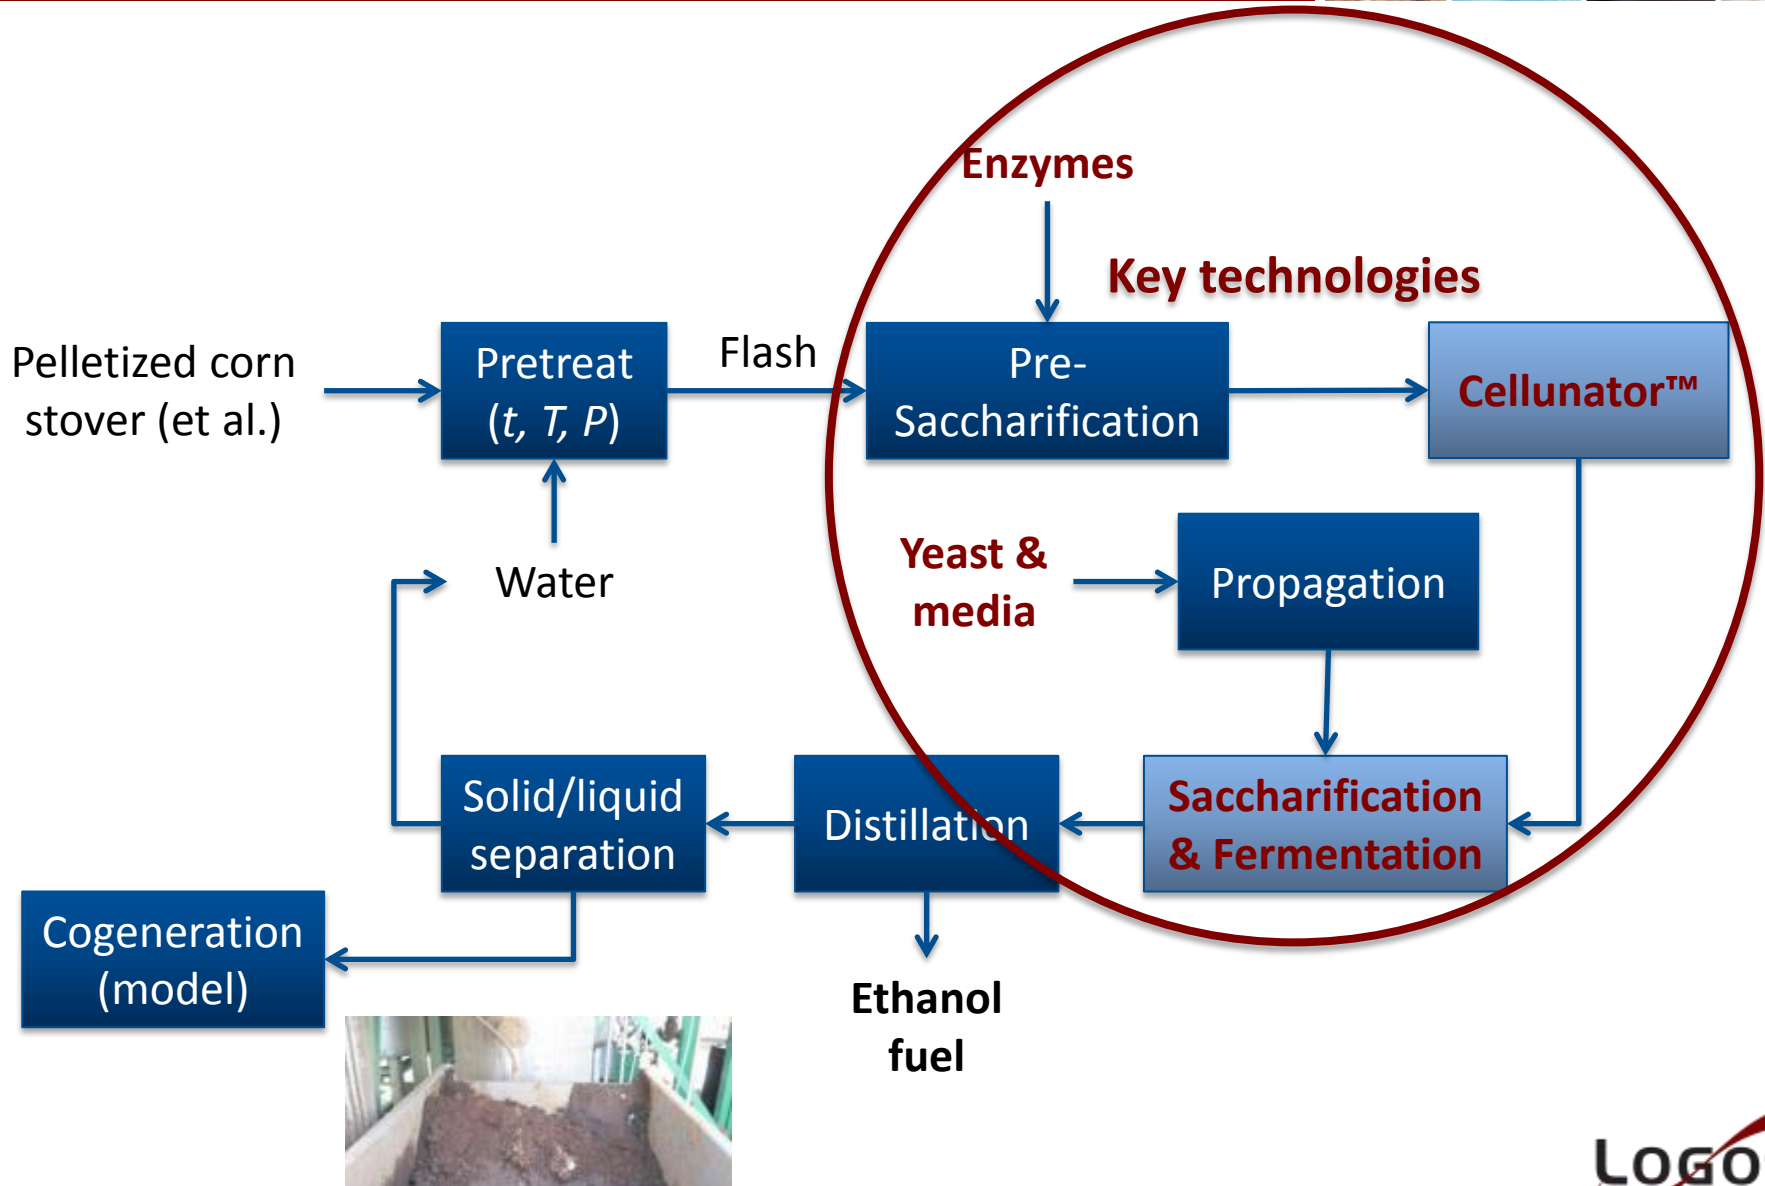 Enzymes
Key technologies
Pelletized corn
stover (et al.)
Pretreat
(t, T, P)
Flash
Pre-
Saccharification
Cellunator™
Water
Yeast &
media
Propagation
Solid/liquid
separation
Distillation
Saccharification
& Fermentation
Cogeneration
(model)
Ethanol
fuel
LOGO